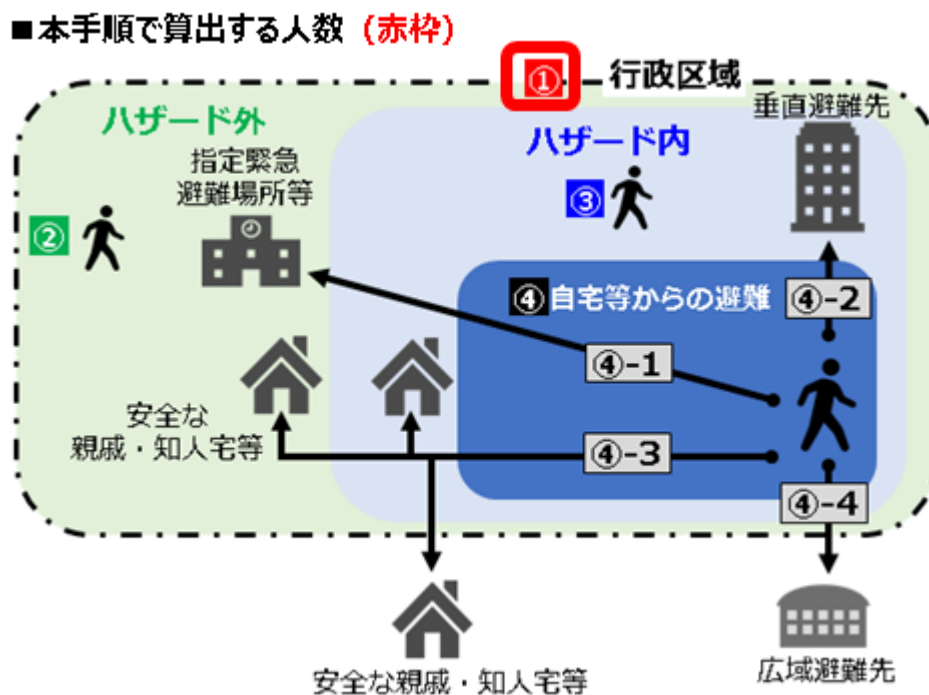 ■本手順で算出する人数（赤枠）
① 行政区域
ハザード外
ハザード内
垂直避難先
指定緊急
避難場所等
②
③
④自宅等からの避難
④-2
④-1
安全な
親戚・知人宅等
④-3
④-4
安全な親戚・知人宅等
広域避難先